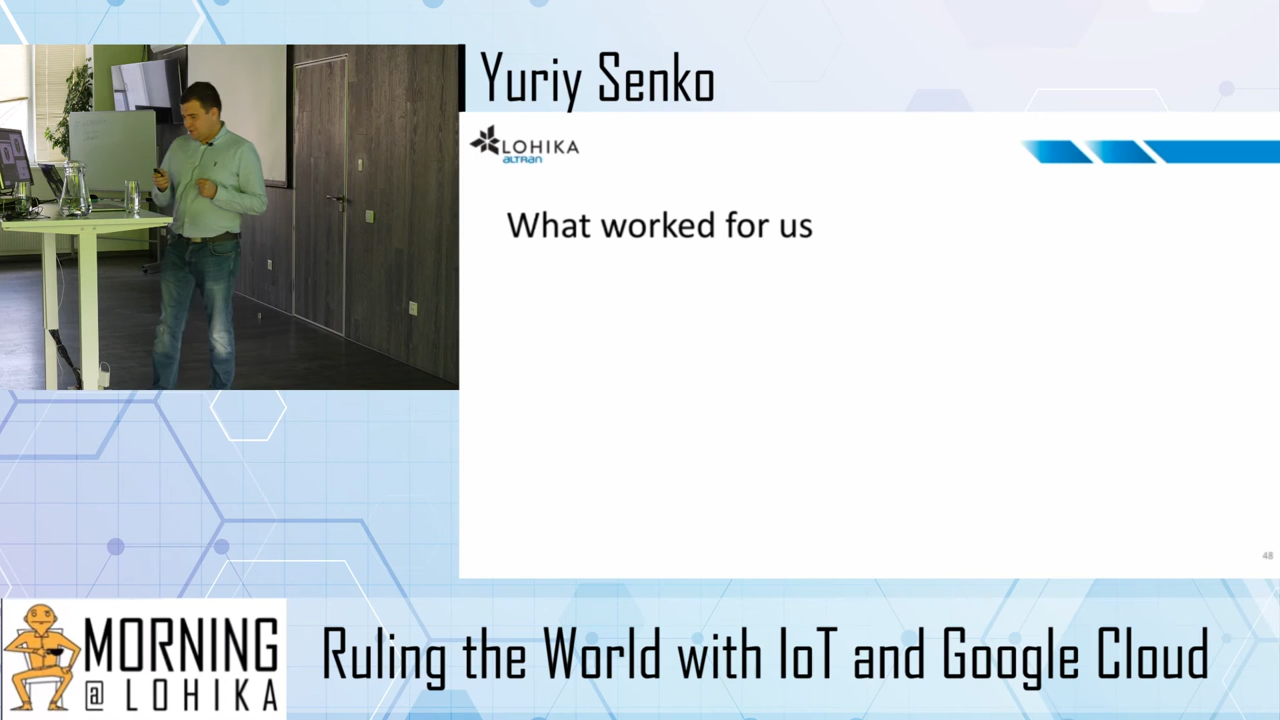 Yuriy Senko
LOHIKA
altran
What worked for us
48
MORNING
@ LOHIKA
Ruling the World with IoT and Google Cloud